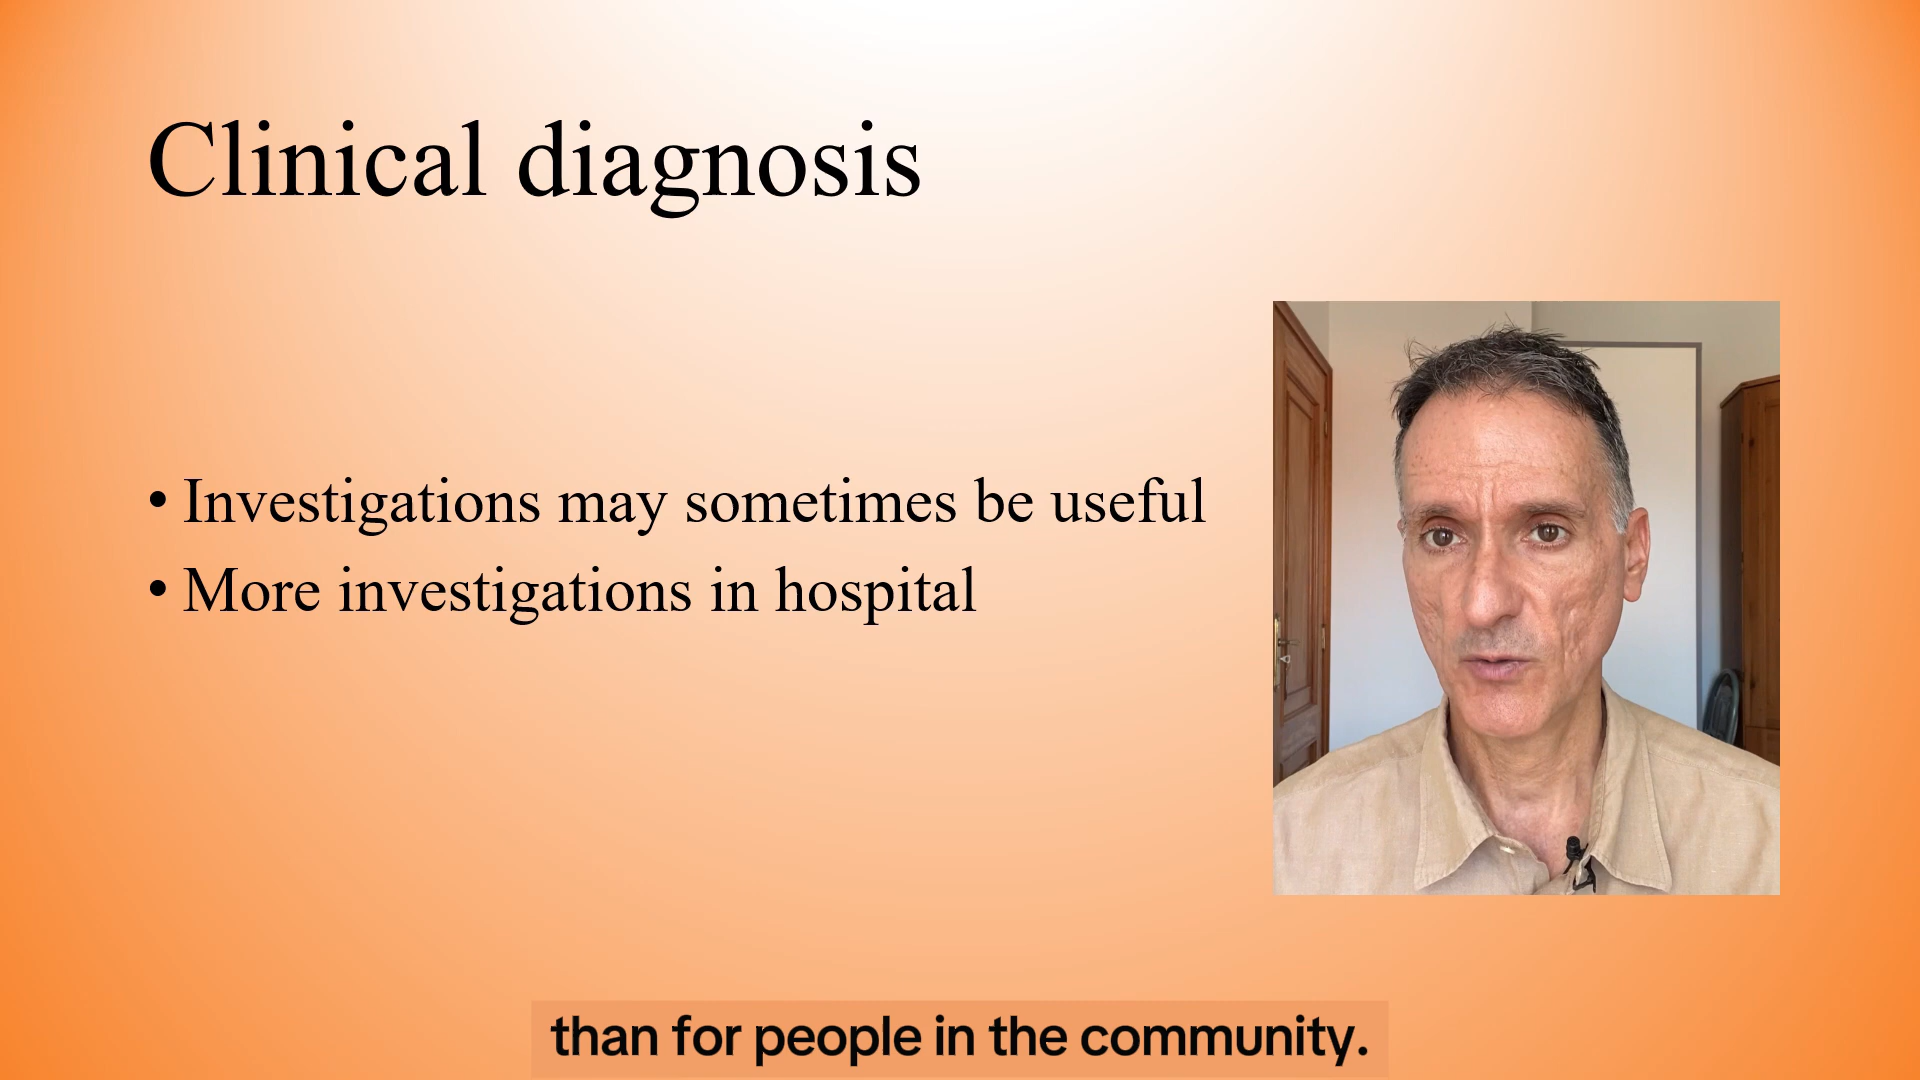 Clinical diagnosis
• Investigations may sometimes be useful
• More investigations in hospital
than for people in the community.